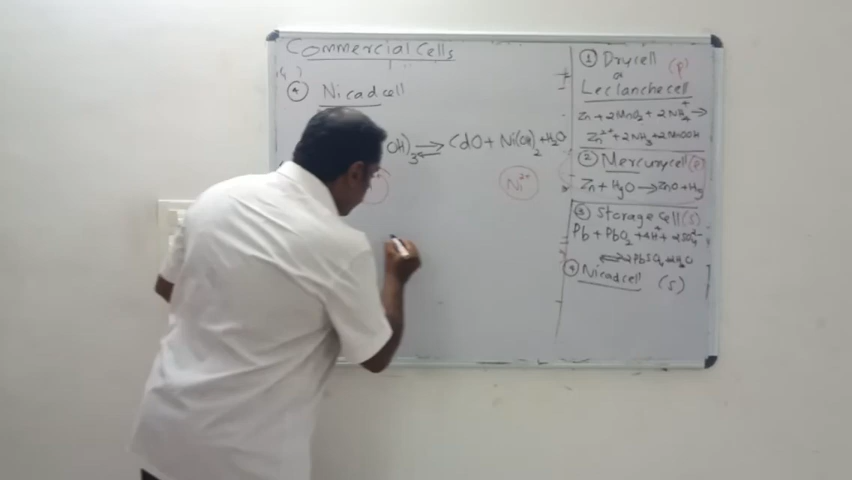 Commercial Cells
④ Nicad cell
OH)₃ ⇌ CdO + Ni(OH)₂ + H₂O
Ni²⁺
① Dry cell (P)
or
Leclanche cell
Zn + 2MnO₂ + 2NH₄⁺ →
Zn²⁺ + 2NH₃ + 2MnOOH
② Mercury cell (P)
Zn + HgO → ZnO + Hg
③ Storage cell (S)
Pb + PbO₂ + 4H⁺ + 2SO₄²⁻
⇌ 2PbSO₄ + 2H₂O
④ Nicad cell (S)